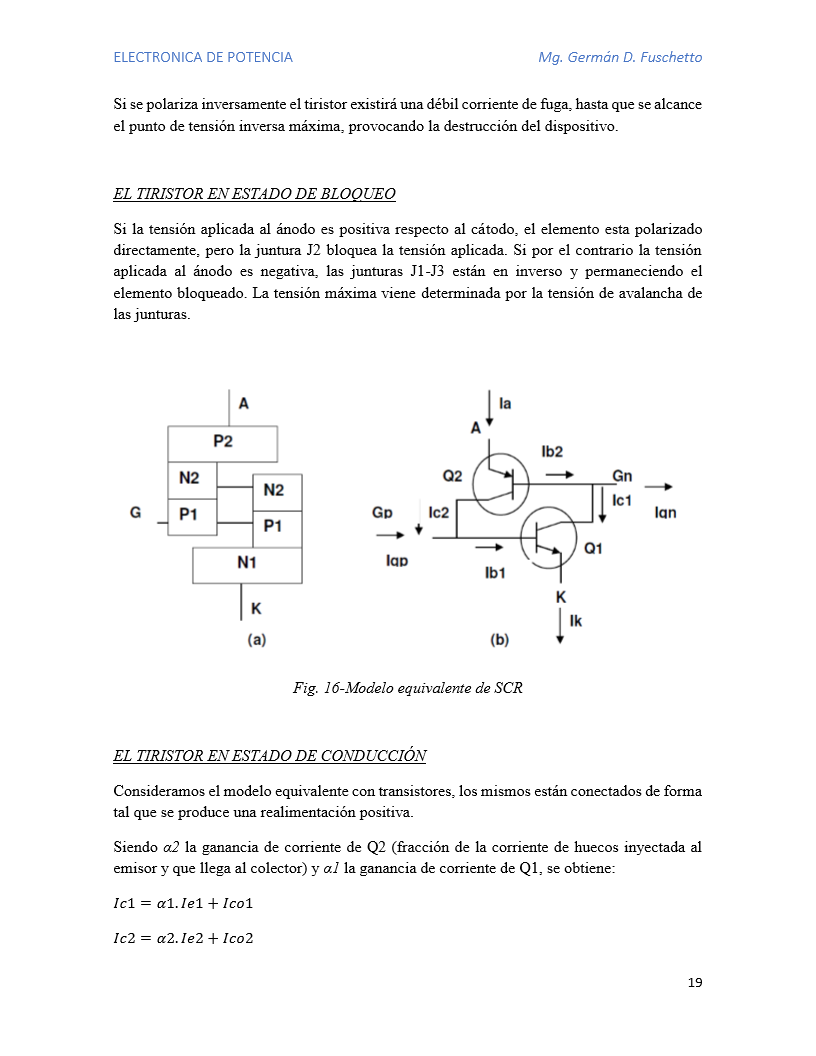 ELECTRONICA DE POTENCIA Mg. Germán D. Fuschetto
Si se polariza inversamente el tiristor existirá una débil corriente de fuga, hasta que se alcance
el punto de tensión inversa máxima, provocando la destrucción del dispositivo.
EL TIRISTOR EN ESTADO DE BLOQUEO
Si la tensión aplicada al ánodo es positiva respecto al cátodo, el elemento esta polarizado
directamente, pero la juntura J2 bloquea la tensión aplicada. Si por el contrario la tensión
aplicada al ánodo es negativa, las junturas J1-J3 están en inverso y permaneciendo el
elemento bloqueado. La tensión máxima viene determinada por la tensión de avalancha de
las junturas.
A
P2
N2
N2
G
P1
P1
N1
K
(a)
Ia
A
Ib2
Q2
Gn
Ic1
Gp
Ic2
Iqn
Q1
Iqp
Ib1
K
Ik
(b)
Fig. 16-Modelo equivalente de SCR
EL TIRISTOR EN ESTADO DE CONDUCCIÓN
Consideramos el modelo equivalente con transistores, los mismos están conectados de forma
tal que se produce una realimentación positiva.
Siendo α2 la ganancia de corriente de Q2 (fracción de la corriente de huecos inyectada al
emisor y que llega al colector) y α1 la ganancia de corriente de Q1, se obtiene:
Ic1 = α1. Ie1 + Ico1
Ic2 = α2. Ie2 + Ico2
19